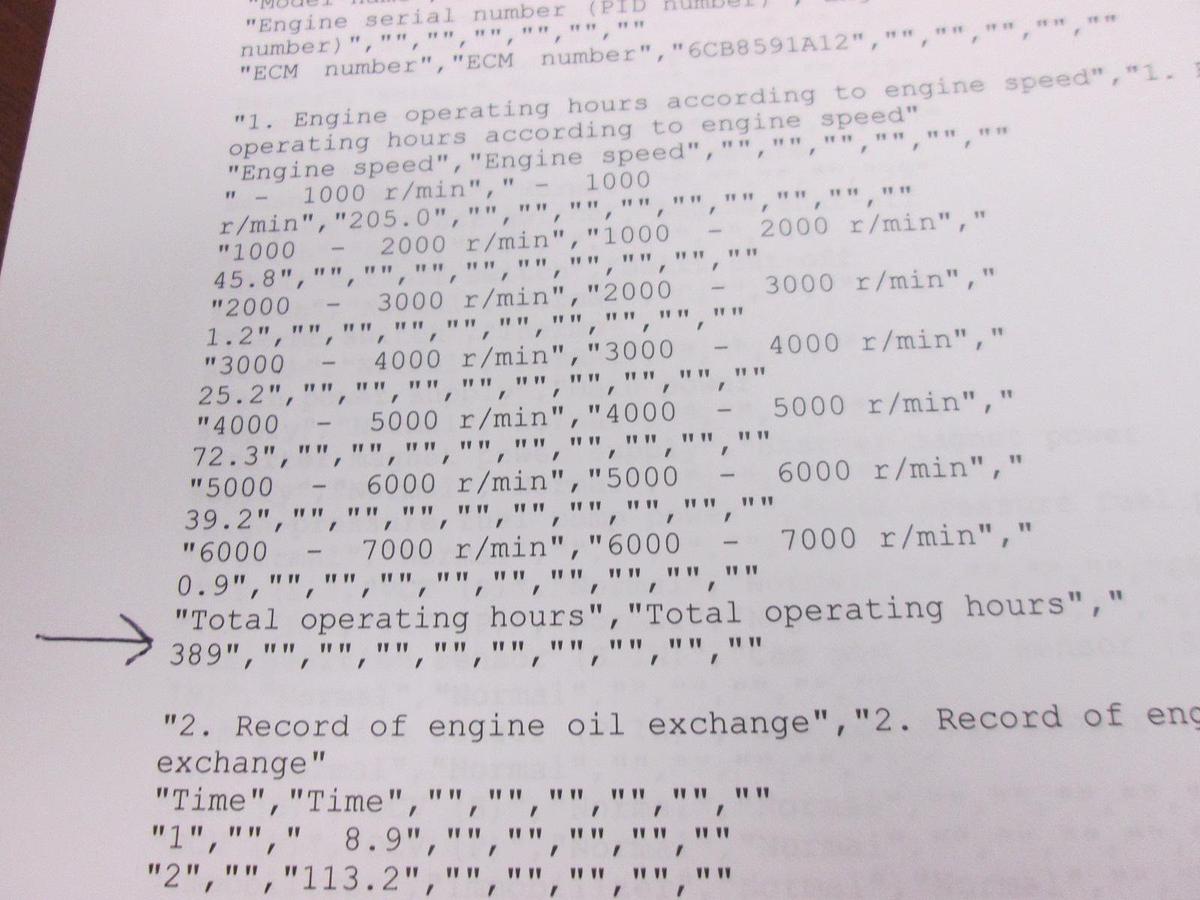 "Model name
"Engine serial number (PID number)"
number)","","","","","","",""
"ECM number","ECM number","6CB8591A12","","","","",""
"1. Engine operating hours according to engine speed","1.
operating hours according to engine speed"
"Engine speed","Engine speed","","","","","",""
" - 1000 r/min"," - 1000
r/min","205.0","","","","","","","","",""
"1000 - 2000 r/min","1000 - 2000 r/min","
45.8","","","","","","","","",""
"2000 - 3000 r/min","2000 - 3000 r/min","
1.2","","","","","","","","",""
"3000 - 4000 r/min","3000 - 4000 r/min","
25.2","","","","","","","","",""
"4000 - 5000 r/min","4000 - 5000 r/min","
72.3","","","","","","","","",""
"5000 - 6000 r/min","5000 - 6000 r/min","
39.2","","","","","","","","",""
"6000 - 7000 r/min","6000 - 7000 r/min","
0.9","","","","","","","","",""
"Total operating hours","Total operating hours","
389","","","","","","","","",""
"2. Record of engine oil exchange","2. Record of eng
exchange"
"Time","Time","","","","","",""
"1",""," 8.9","","","","",""
"2","","113.2","","","","",""